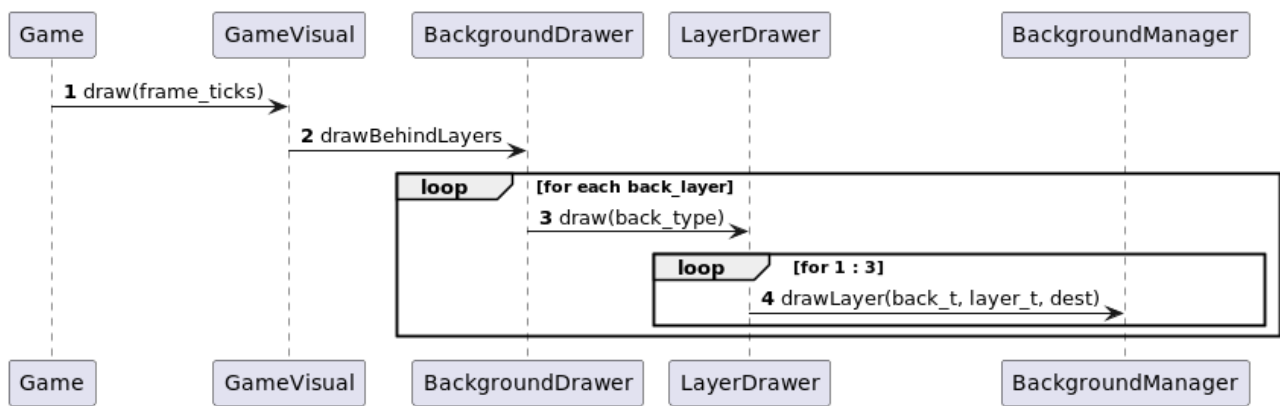 Game GameVisual BackgroundDrawer LayerDrawer BackgroundManager
1 draw(frame_ticks)
2 drawBehindLayers
loop [for each back_layer]
3 draw(back_type)
loop [for 1 : 3]
4 drawLayer(back_t, layer_t, dest)
Game GameVisual BackgroundDrawer LayerDrawer BackgroundManager